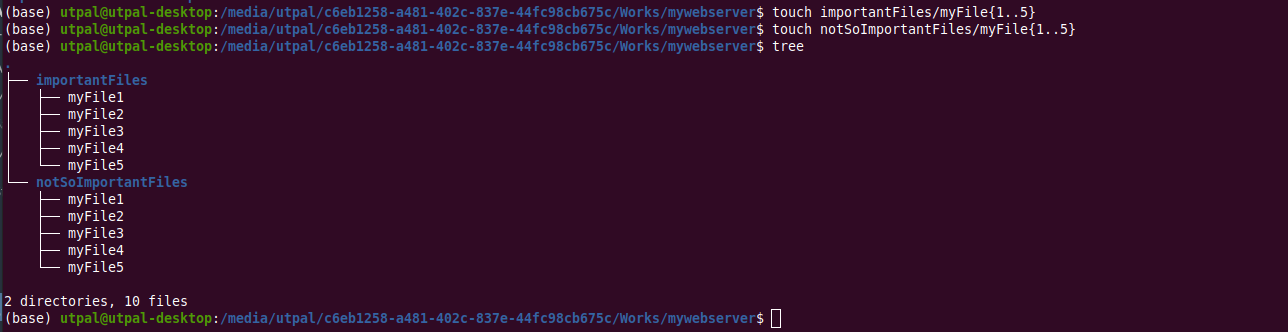 (base) utpal@utpal-desktop:/media/utpal/c6eb1258-a481-402c-837e-44fc98cb675c/Works/mywebserver$ touch importantFiles/myFile{1..5}
(base) utpal@utpal-desktop:/media/utpal/c6eb1258-a481-402c-837e-44fc98cb675c/Works/mywebserver$ touch notSoImportantFiles/myFile{1..5}
(base) utpal@utpal-desktop:/media/utpal/c6eb1258-a481-402c-837e-44fc98cb675c/Works/mywebserver$ tree
.
├── importantFiles
│   ├── myFile1
│   ├── myFile2
│   ├── myFile3
│   ├── myFile4
│   └── myFile5
└── notSoImportantFiles
    ├── myFile1
    ├── myFile2
    ├── myFile3
    ├── myFile4
    └── myFile5

2 directories, 10 files
(base) utpal@utpal-desktop:/media/utpal/c6eb1258-a481-402c-837e-44fc98cb675c/Works/mywebserver$